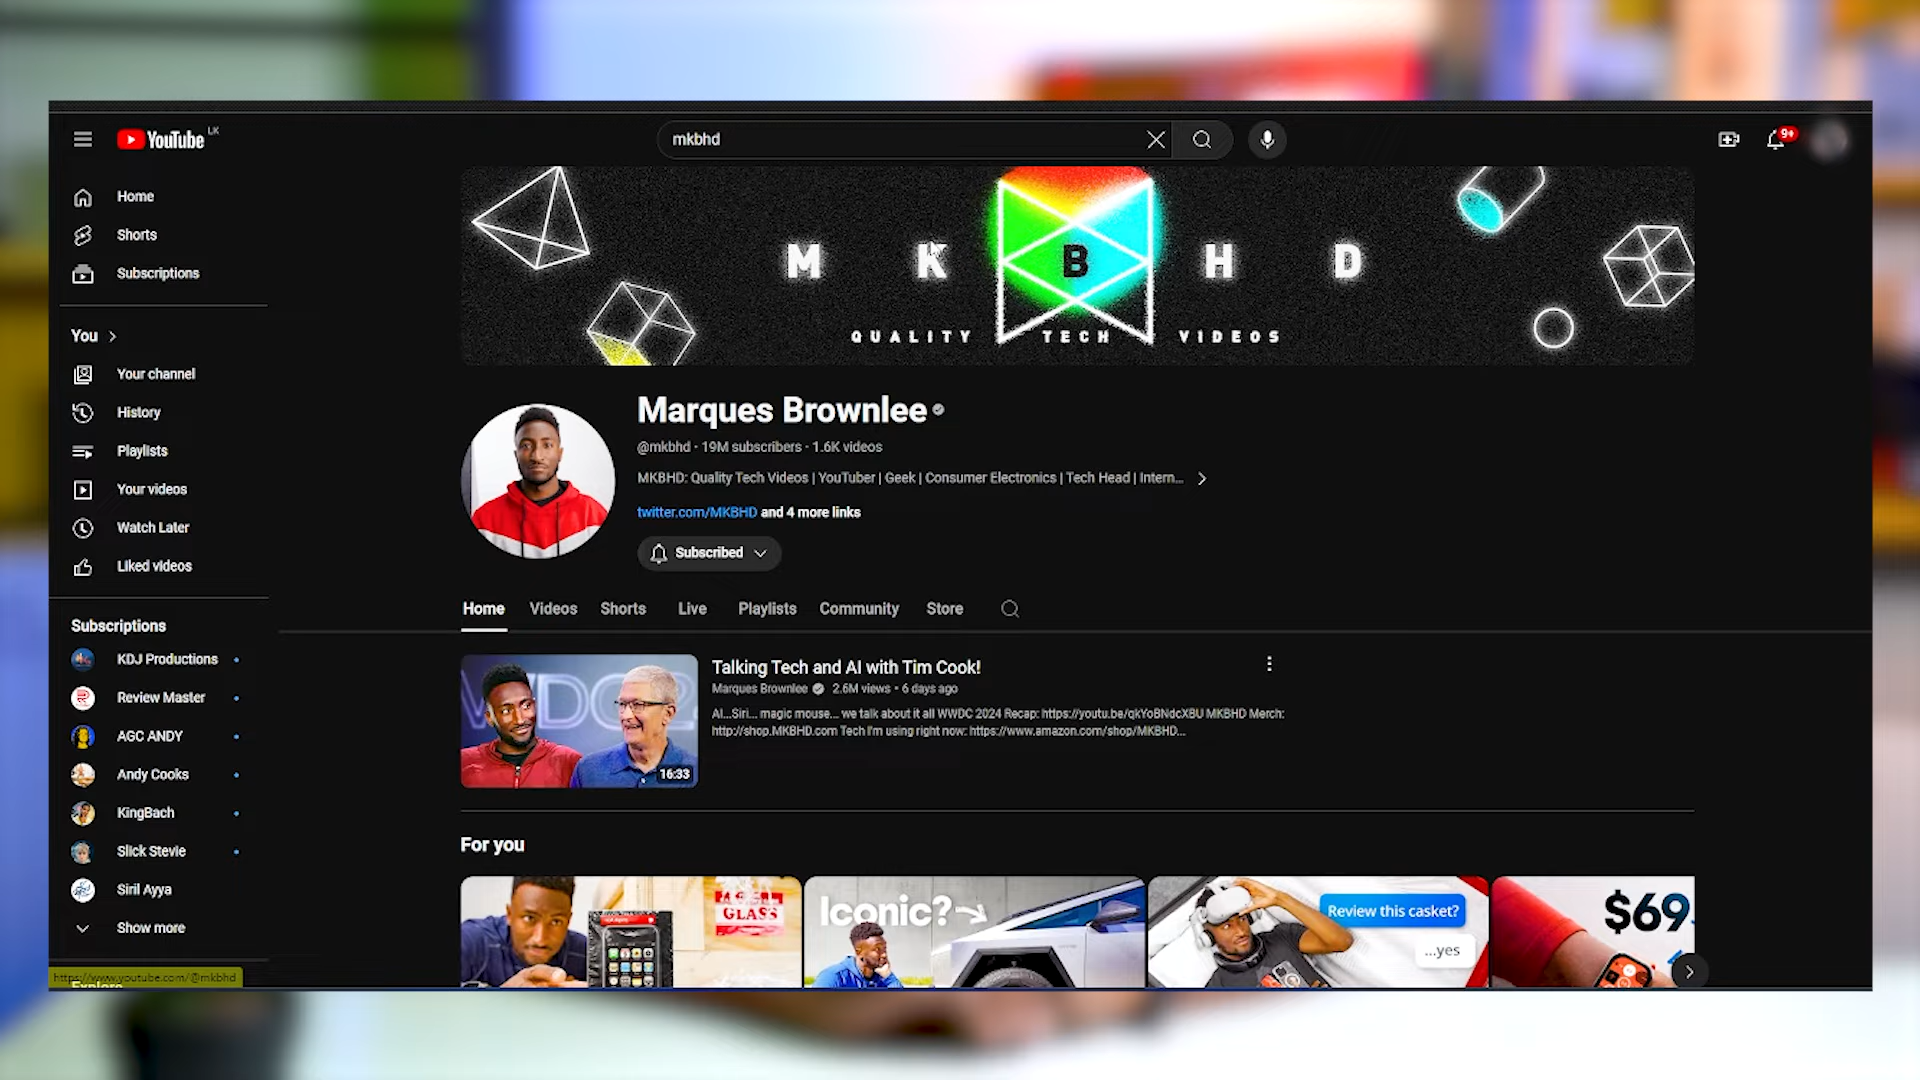 YouTube LK
mkbhd
9+
Home
Shorts
Subscriptions
You
Your channel
History
Playlists
Your videos
Watch Later
Liked videos
Subscriptions
KDJ Productions
Review Master
AGC ANDY
Andy Cooks
KingBach
Slick Stevie
Siril Ayya
Show more
Explore
https://www.youtube.com/@mkbhd
M K B H D
QUALITY TECH VIDEOS
Marques Brownlee
@mkbhd · 19M subscribers · 1.6K videos
MKBHD: Quality Tech Videos | YouTuber | Geek | Consumer Electronics | Tech Head | Intern...
twitter.com/MKBHD and 4 more links
Subscribed
Home Videos Shorts Live Playlists Community Store
WDC 2
16:33
Talking Tech and AI with Tim Cook!
Marques Brownlee 2.6M views • 6 days ago
AI...Siri... magic mouse... we talk about it all WWDC 2024 Recap: https://youtu.be/qkYoBNdcXBU MKBHD Merch:
http://shop.MKBHD.com Tech I'm using right now: https://www.amazon.com/shop/MKBHD...
For you
GLASS
Iconic?
Review this casket?
...yes
$69